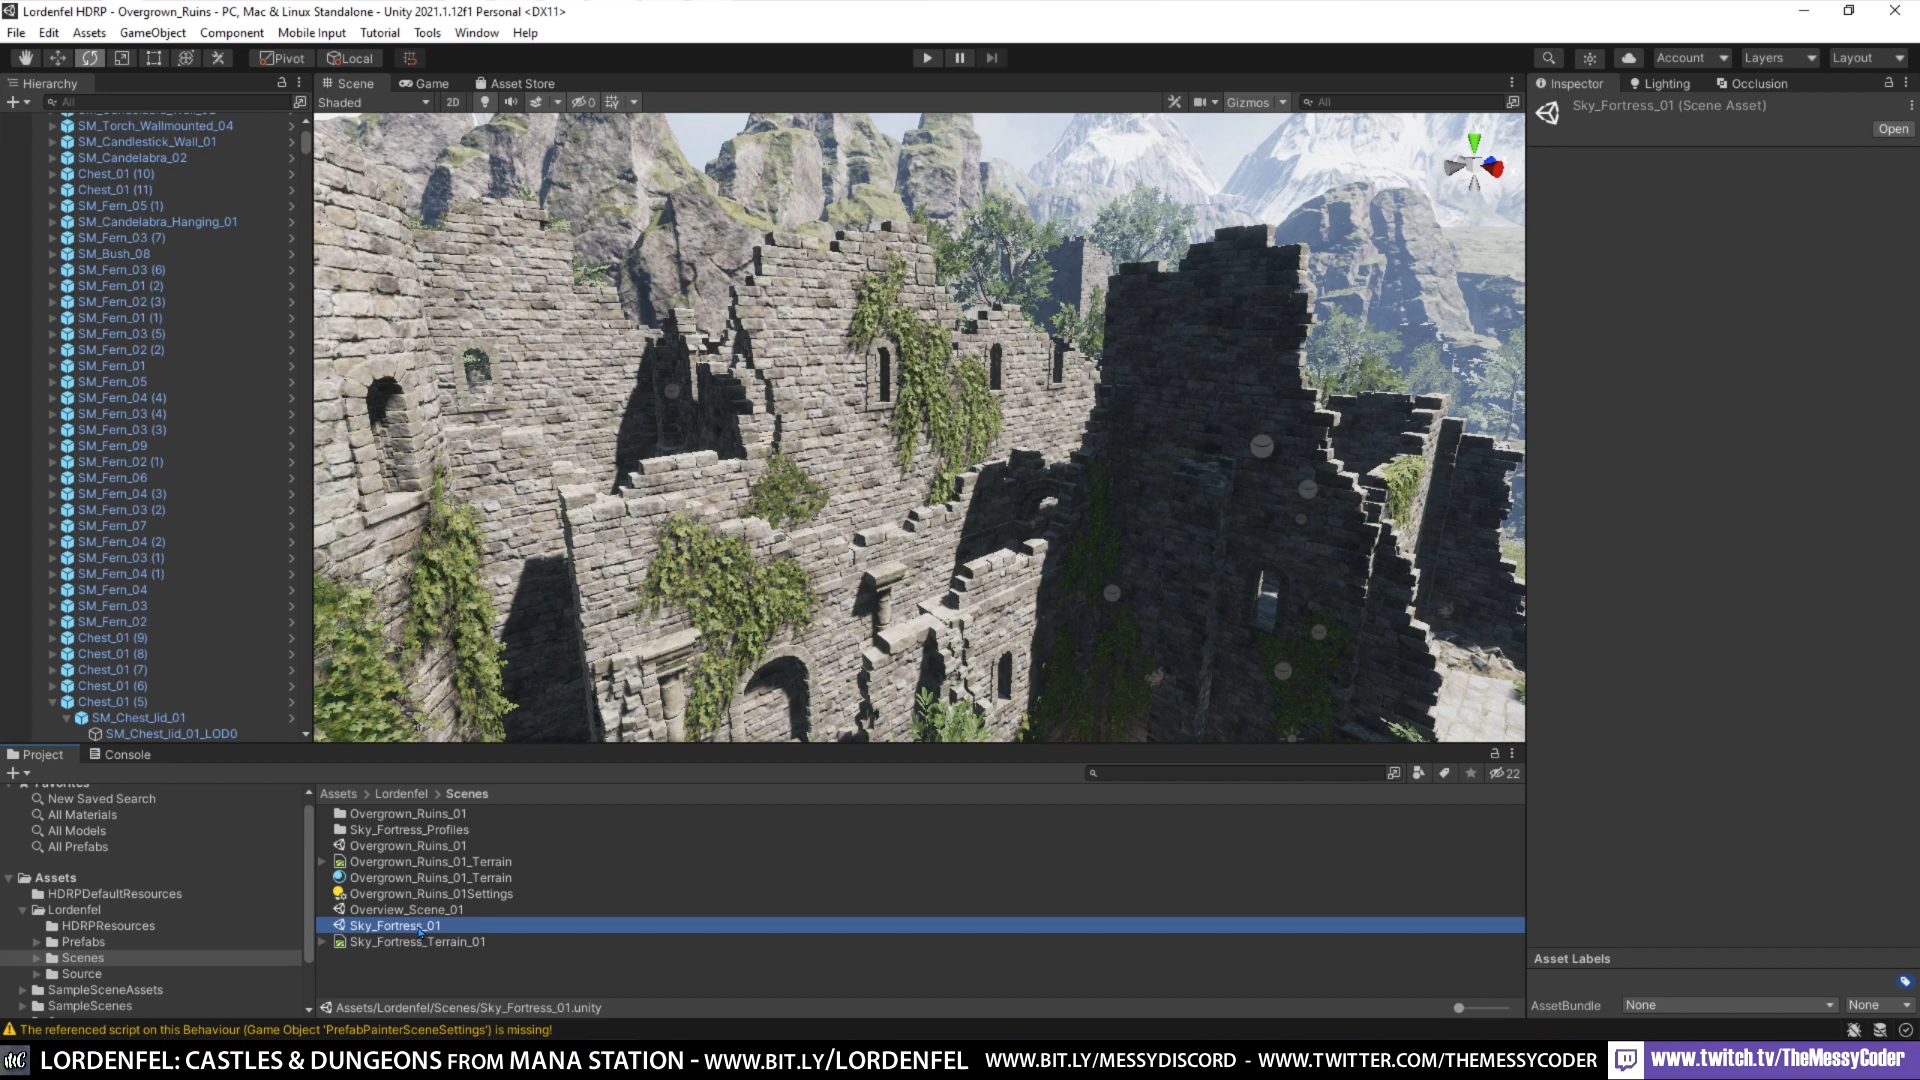 Lordenfel HDRP - Overgrown_Ruins - PC, Mac & Linux Standalone - Unity 2021.1.12f1 Personal <DX11>
File Edit Assets GameObject Component Mobile Input Tutorial Tools Window Help
Pivot Local Account Layers Layout
Hierarchy
All
SM_Torch_Wallmounted_04
SM_Candlestick_Wall_01
SM_Candelabra_02
Chest_01 (10)
Chest_01 (11)
SM_Fern_05 (1)
SM_Candelabra_Hanging_01
SM_Fern_03 (7)
SM_Bush_08
SM_Fern_03 (6)
SM_Fern_01 (2)
SM_Fern_02 (3)
SM_Fern_01 (1)
SM_Fern_03 (5)
SM_Fern_02 (2)
SM_Fern_01
SM_Fern_05
SM_Fern_04 (4)
SM_Fern_03 (4)
SM_Fern_03 (3)
SM_Fern_09
SM_Fern_02 (1)
SM_Fern_06
SM_Fern_04 (3)
SM_Fern_03 (2)
SM_Fern_07
SM_Fern_04 (2)
SM_Fern_03 (1)
SM_Fern_04 (1)
SM_Fern_04
SM_Fern_03
SM_Fern_02
Chest_01 (9)
Chest_01 (8)
Chest_01 (7)
Chest_01 (6)
Chest_01 (5)
SM_Chest_lid_01
SM_Chest_lid_01_LOD0
Scene Game Asset Store
Shaded 2D 0 Gizmos All
Inspector Lighting Occlusion
Sky_Fortress_01 (Scene Asset)
Open
Project Console
22
Favorites
New Saved Search
All Materials
All Models
All Prefabs
Assets
HDRPDefaultResources
Lordenfel
HDRPResources
Prefabs
Scenes
Source
SampleSceneAssets
SampleScenes
Assets > Lordenfel > Scenes
Overgrown_Ruins_01
Sky_Fortress_Profiles
Overgrown_Ruins_01
Overgrown_Ruins_01_Terrain
Overgrown_Ruins_01_Terrain
Overgrown_Ruins_01Settings
Overview_Scene_01
Sky_Fortress_01
Sky_Fortress_Terrain_01
Assets/Lordenfel/Scenes/Sky_Fortress_01.unity
Asset Labels
AssetBundle None None
The referenced script on this Behaviour (Game Object 'PrefabPainterSceneSettings') is missing!
MC LORDENFEL: CASTLES & DUNGEONS FROM MANA STATION - WWW.BIT.LY/LORDENFEL WWW.BIT.LY/MESSYDISCORD - WWW.TWITTER.COM/THEMESSYCODER www.twitch.tv/TheMessyCoder